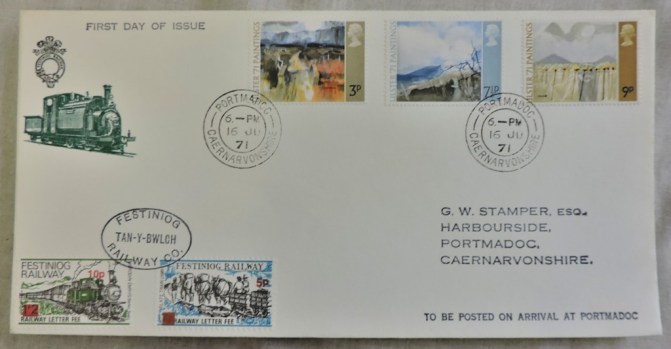 FIRST DAY OF ISSUE
ULSTER '71 PAINTINGS
3P
ULSTER '71 PAINTINGS
7½P
ULSTER '71 PAINTINGS
9P
PORTMADOC
6.-PM
16 JU
71
CAERNARVONSHIRE
PORTMADOC
6.-PM
16 JU
71
CAERNARVONSHIRE
G. W. STAMPER, ESQ.
HARBOURSIDE,
PORTMADOC,
CAERNARVONSHIRE.
FESTINIOG
TAN-Y-BWLCH
RAILWAY CO.
FESTINIOG
RAILWAY
10p
RAILWAY LETTER FEE
FESTINIOG RAILWAY
5P.
RAILWAY LETTER FEE
TO BE POSTED ON ARRIVAL AT PORTMADOC